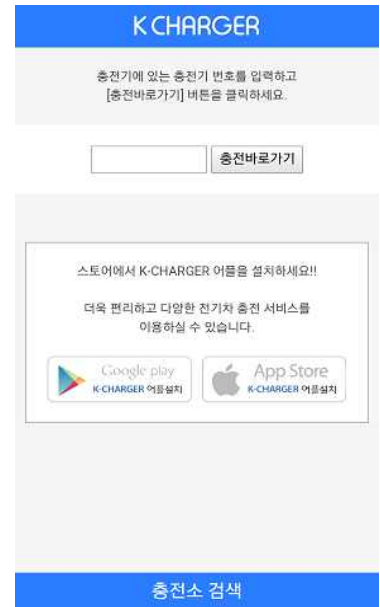 K CHARGER
충전기에 있는 충전기 번호를 입력하고
[충전바로가기] 버튼을 클릭하세요.
충전바로가기
스토어에서 K-CHARGER 어플을 설치하세요!!
더욱 편리하고 다양한 전기차 충전 서비스를
이용하실 수 있습니다.
Google play
K-CHARGER 어플설치
App Store
K-CHARGER 어플설치
충전소 검색